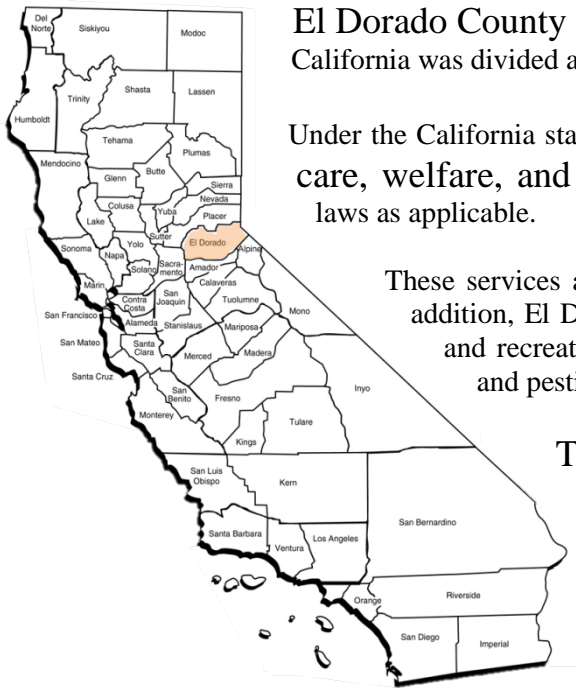 El Dorado County
California was divided a
Under the California sta
care, welfare, and
laws as applicable.
These services a
addition, El D
and recreat
and pesti
T
Del
Norte
Siskiyou
Modoc
Humboldt
Trinity
Shasta
Lassen
Tehama
Plumas
Mendocino
Glenn
Butte
Sierra
Colusa
Nevada
Lake
Yuba
Placer
Sutter
Sonoma
Yolo
El Dorado
Alpine
Napa
Solano
Sacra-
mento
Amador
Calaveras
Marin
Contra
Costa
San
Joaquin
Tuolumne
Mono
San Francisco
Alameda
Stanislaus
Mariposa
San Mateo
Santa
Clara
Merced
Madera
Santa Cruz
San
Benito
Fresno
Inyo
Monterey
Tulare
Kings
San Luis
Obispo
Kern
San Bernardino
Santa Barbara
Ventura
Los Angeles
Orange
Riverside
San Diego
Imperial